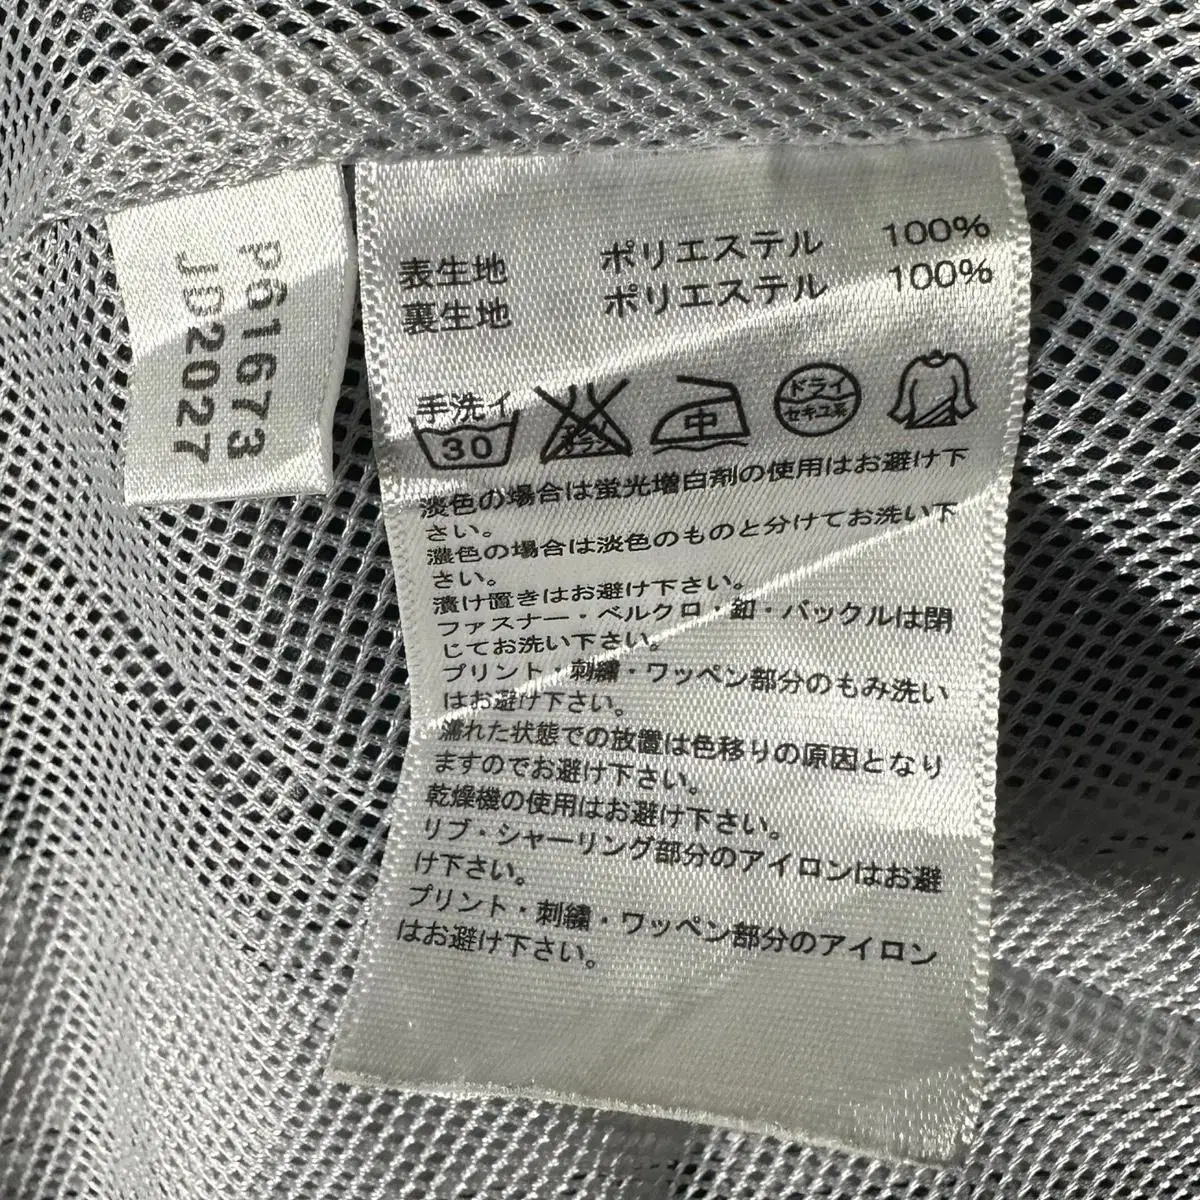 P61673
JD2027
表生地 ポリエステル 100%
裏生地 ポリエステル 100%
手洗イ
30
中
ドライ
セキユ系
淡色の場合は蛍光増白剤の使用はお避け下
さい。
濃色の場合は淡色のものと分けてお洗い下
さい。
漬け置きはお避け下さい。
ファスナー・ベルクロ・釦・バックルは閉
じてお洗い下さい。
プリント・刺繍・ワッペン部分のもみ洗い
はお避け下さい。
濡れた状態での放置は色移りの原因となり
ますのでお避け下さい。
乾燥機の使用はお避け下さい。
リブ・シャーリング部分のアイロンはお避
け下さい。
プリント・刺繍・ワッペン部分のアイロン
はお避け下さい。